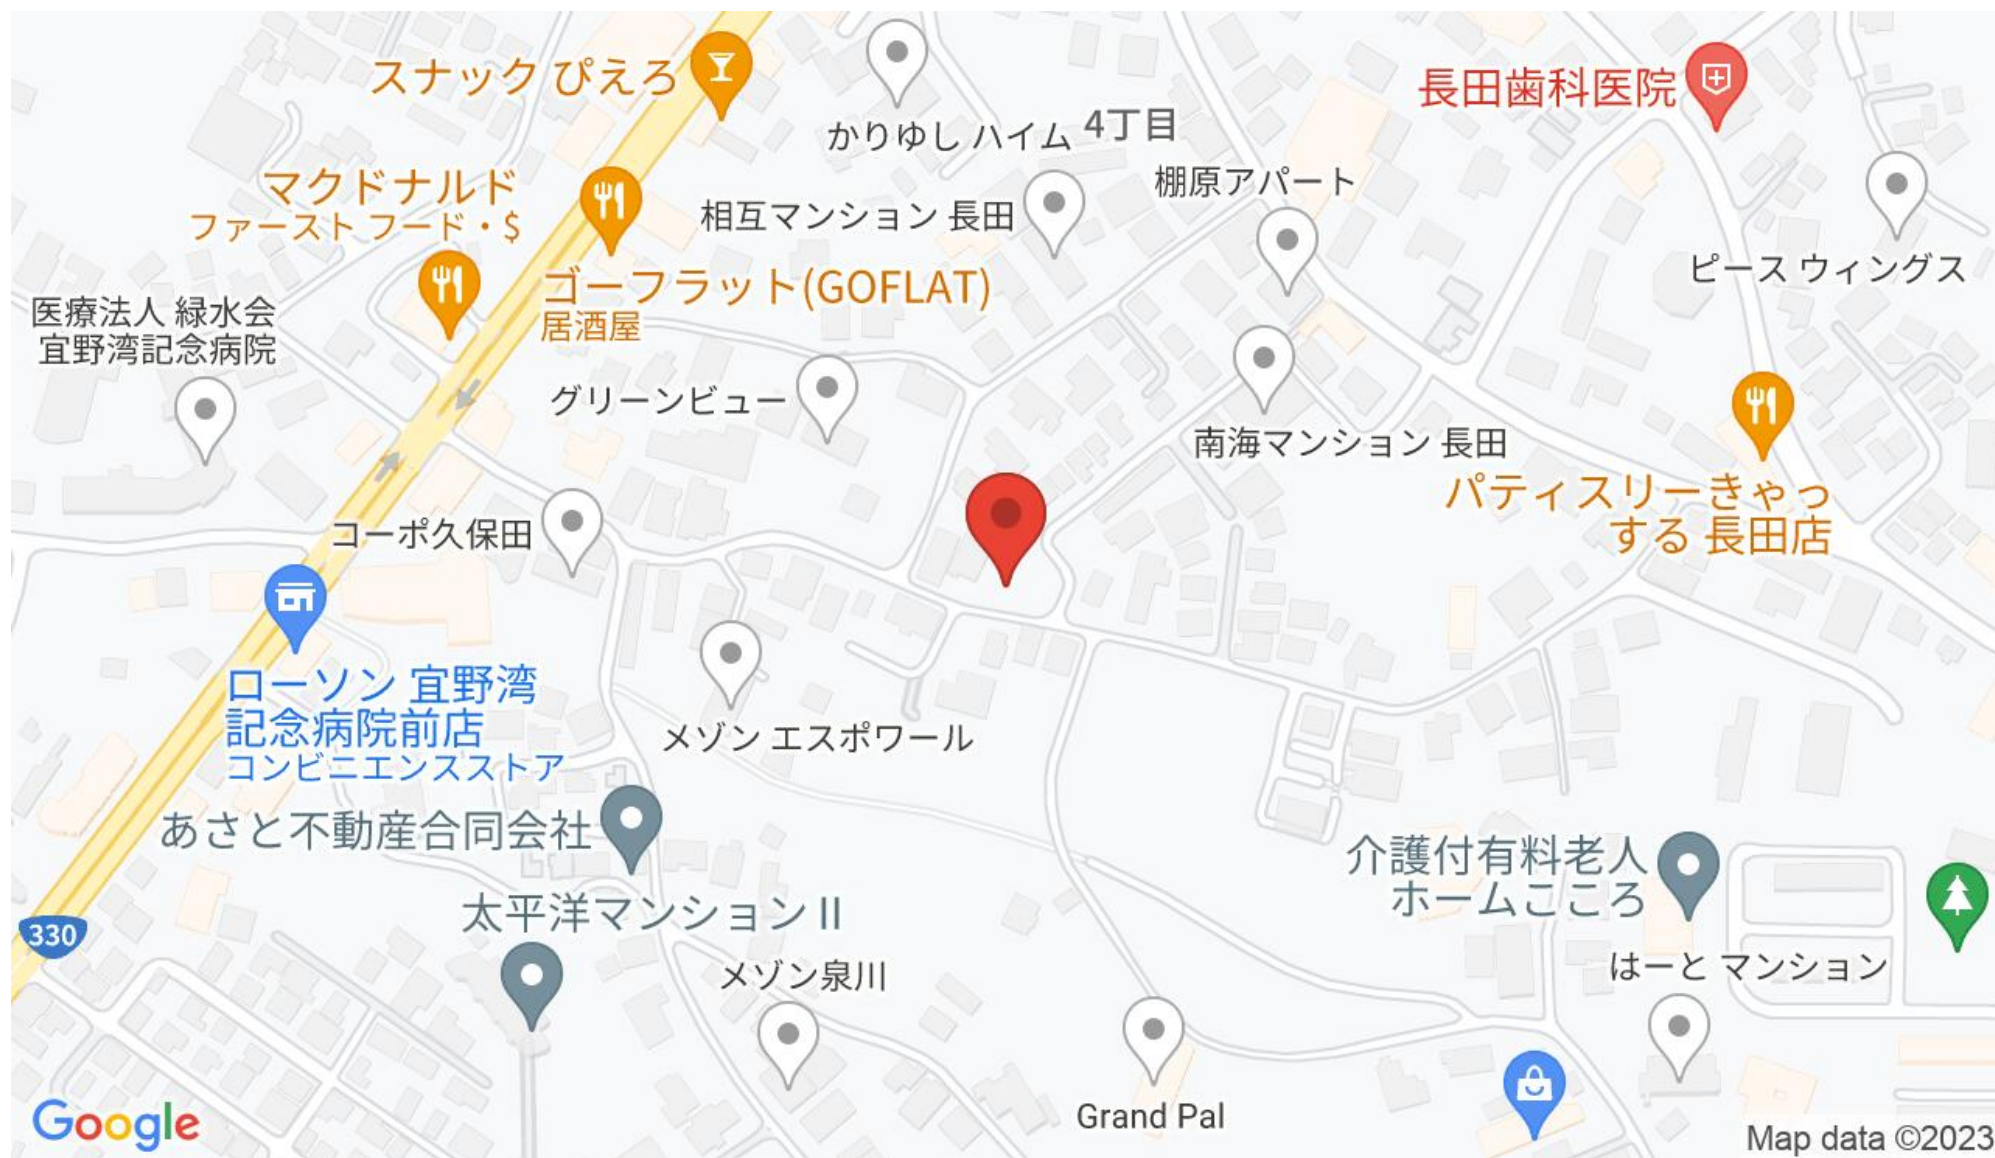 スナック ぴえろ
かりゆし ハイム
4丁目
長田歯科医院
マクドナルド
ファースト フード・$
相互マンション 長田
棚原アパート
ピース ウィングス
ゴーフラット(GOFLAT)
居酒屋
医療法人 緑水会
宜野湾記念病院
グリーンビュー
南海マンション 長田
パティスリーきゃっ
する 長田店
コーポ久保田
ローソン 宜野湾
記念病院前店
コンビニエンスストア
メゾン エスポワール
あさと不動産合同会社
介護付有料老人
ホームこころ
太平洋マンションⅡ
330
メゾン泉川
はーと マンション
Grand Pal
Google
Map data ©2023